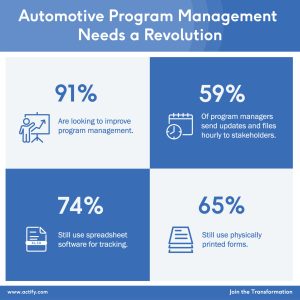 Automotive Program Management
Needs a Revolution
91%
Are looking to improve
program management.
59%
Of program managers
send updates and files
hourly to stakeholders.
74%
Still use spreadsheet
software for tracking.
65%
Still use physically
printed forms.
www.actify.com
Join the Transformation